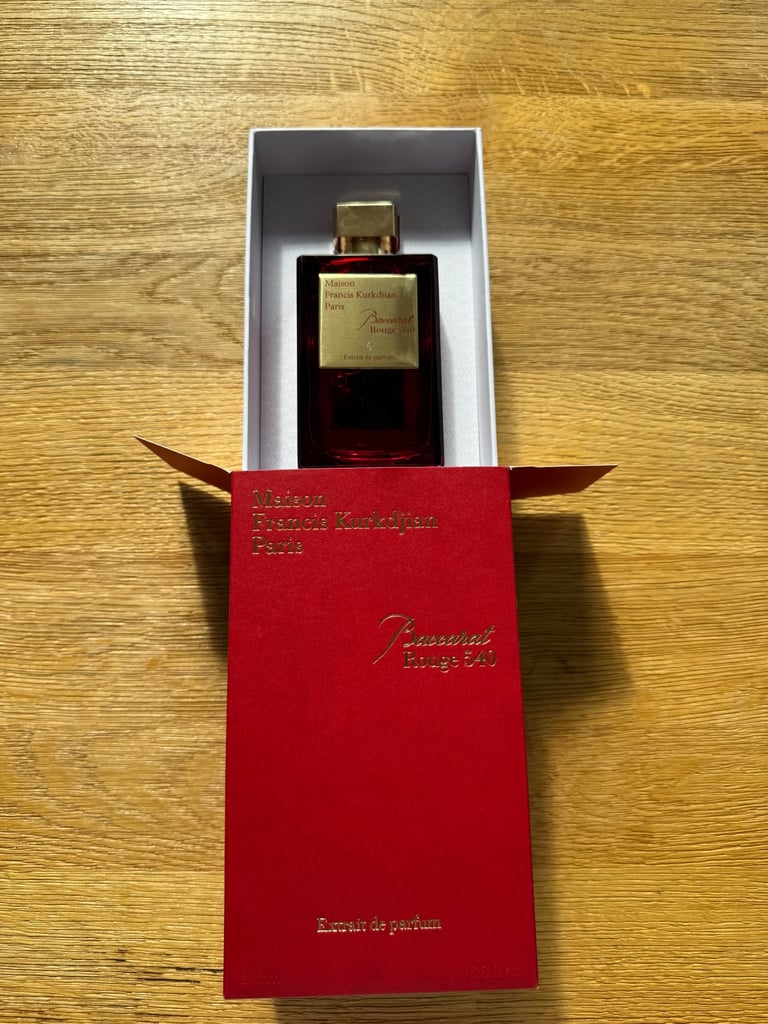 Maison
Francis Kurkdjian
Paris
Baccarat
Rouge 540
Extrait de parfum
Maison
Francis Kurkdjian
Paris
Baccarat
Rouge 540
Extrait de parfum